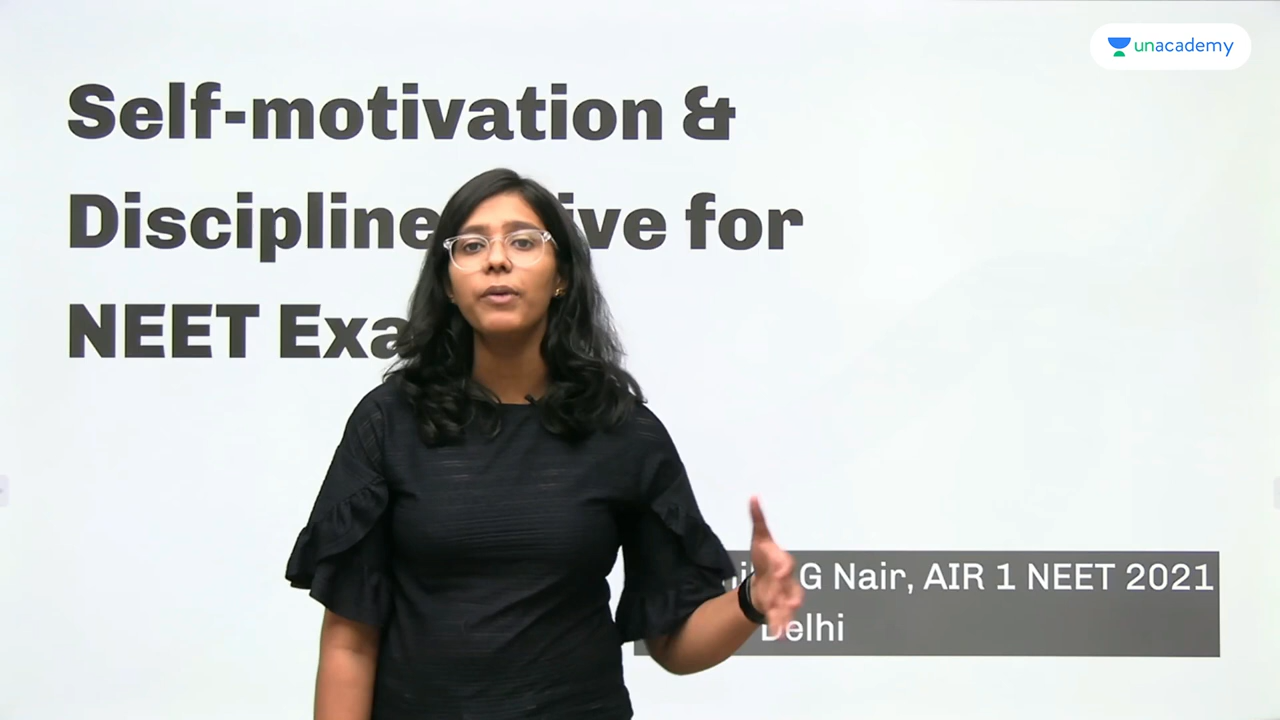 unacademy
Self-motivation &
Discipline for
NEET
G Nair, AIR 1 NEET 2021
Delhi